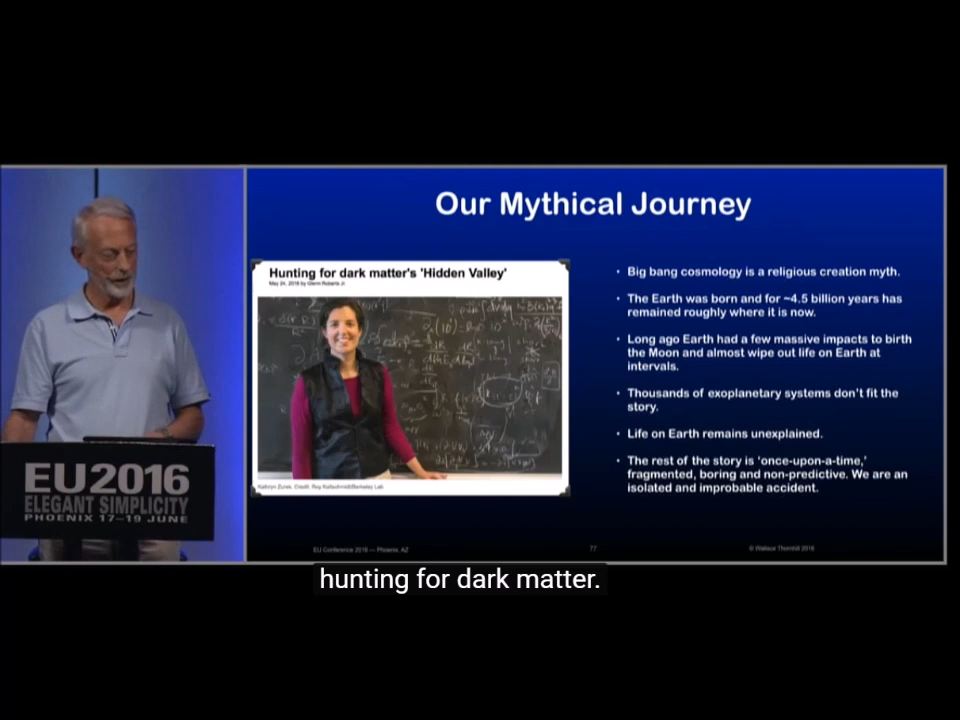 Our Mythical Journey
Hunting for dark matter's 'Hidden Valley'
May 24, 2016 by Glenn Roberts Jr.
• Big bang cosmology is a religious creation myth.
• The Earth was born and for ~4.5 billion years has
remained roughly where it is now.
• Long ago Earth had a few massive impacts to birth
the Moon and almost wipe out life on Earth at
intervals.
• Thousands of exoplanetary systems don't fit the
story.
• Life on Earth remains unexplained.
• The rest of the story is 'once-upon-a-time,'
fragmented, boring and non-predictive. We are an
isolated and improbable accident.
Kathryn Zurek. Credit: Roy Kaltschmidt/Berkeley Lab
EU2016
ELEGANT SIMPLICITY
PHOENIX 17–19 JUNE
EU Conference 2016 — Phoenix, AZ
77
© Wallace Thornhill 2016
hunting for dark matter.